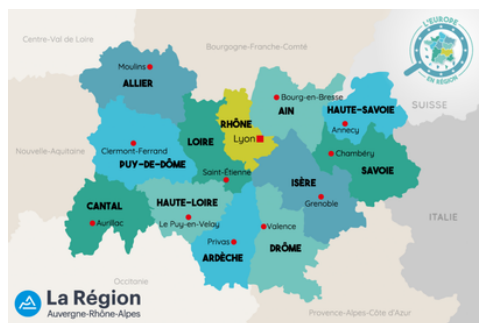 Centre-Val de Loire
Bourgogne-Franche-Comté
L'EUROPE
EN RÉGION
Moulins
ALLIER
Bourg-en-Bresse
AIN
HAUTE-SAVOIE
SUISSE
RHÔNE
Annecy
Nouvelle-Aquitaine
Clermont-Ferrand
PUY-DE-DÔME
LOIRE
Lyon
Chambéry
SAVOIE
Saint-Étienne
ISÈRE
CANTAL
HAUTE-LOIRE
Grenoble
Aurillac
Le Puy-en-Velay
Valence
ITALIE
Privas
ARDÈCHE
DRÔME
Occitanie
La Région
Auvergne-Rhône-Alpes
Provence-Alpes-Côte d'Azur